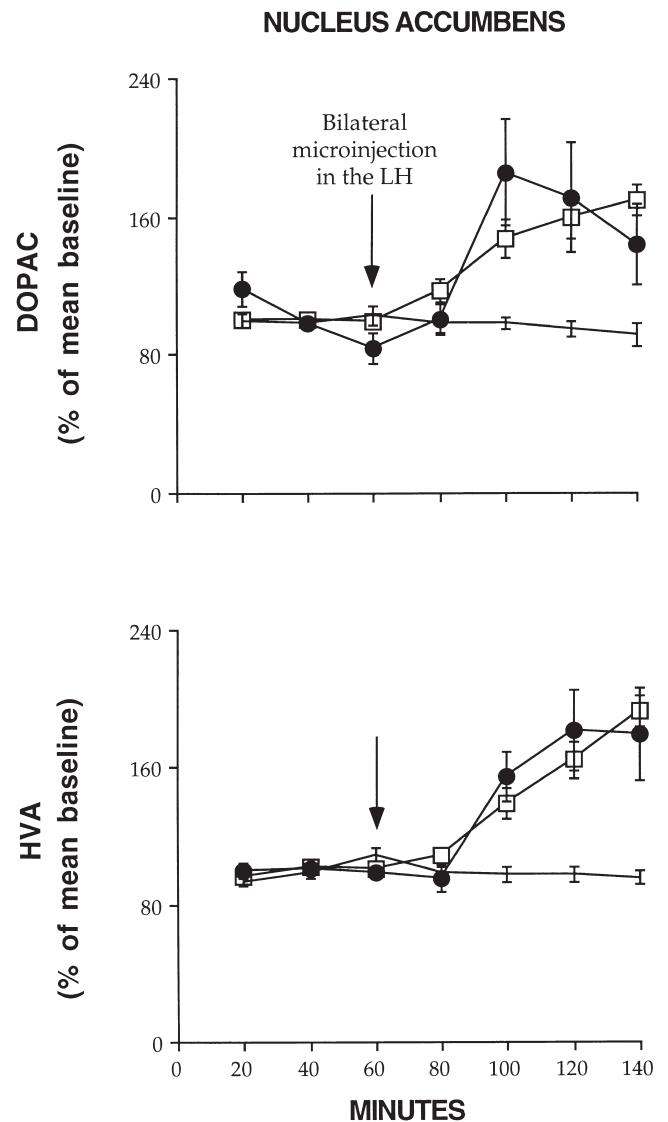 NUCLEUS ACCUMBENS
DOPAC
(% of mean baseline)
240
160
80
0
Bilateral
microinjection
in the LH
HVA
(% of mean baseline)
240
160
80
0
0 20 40 60 80 100 120 140
MINUTES